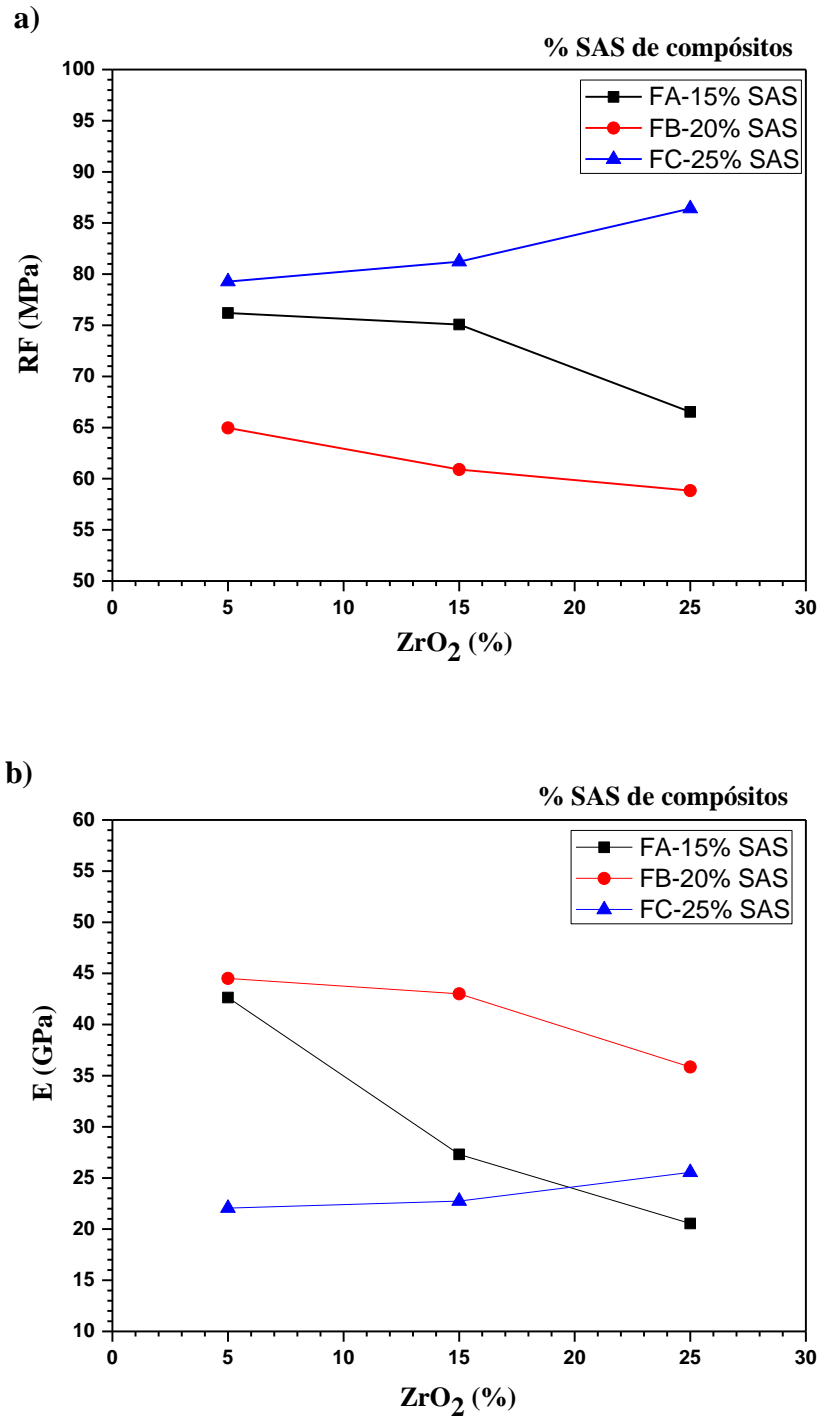 a)
% SAS de compósitos
100
95
90
85
80
75
70
65
60
55
50
RF (MPa)
FA-15% SAS
FB-20% SAS
FC-25% SAS
0 5 10 15 20 25 30
ZrO2 (%)
b)
% SAS de compósitos
60
55
50
45
40
35
30
25
20
15
10
E (GPa)
FA-15% SAS
FB-20% SAS
FC-25% SAS
0 5 10 15 20 25 30
ZrO2 (%)